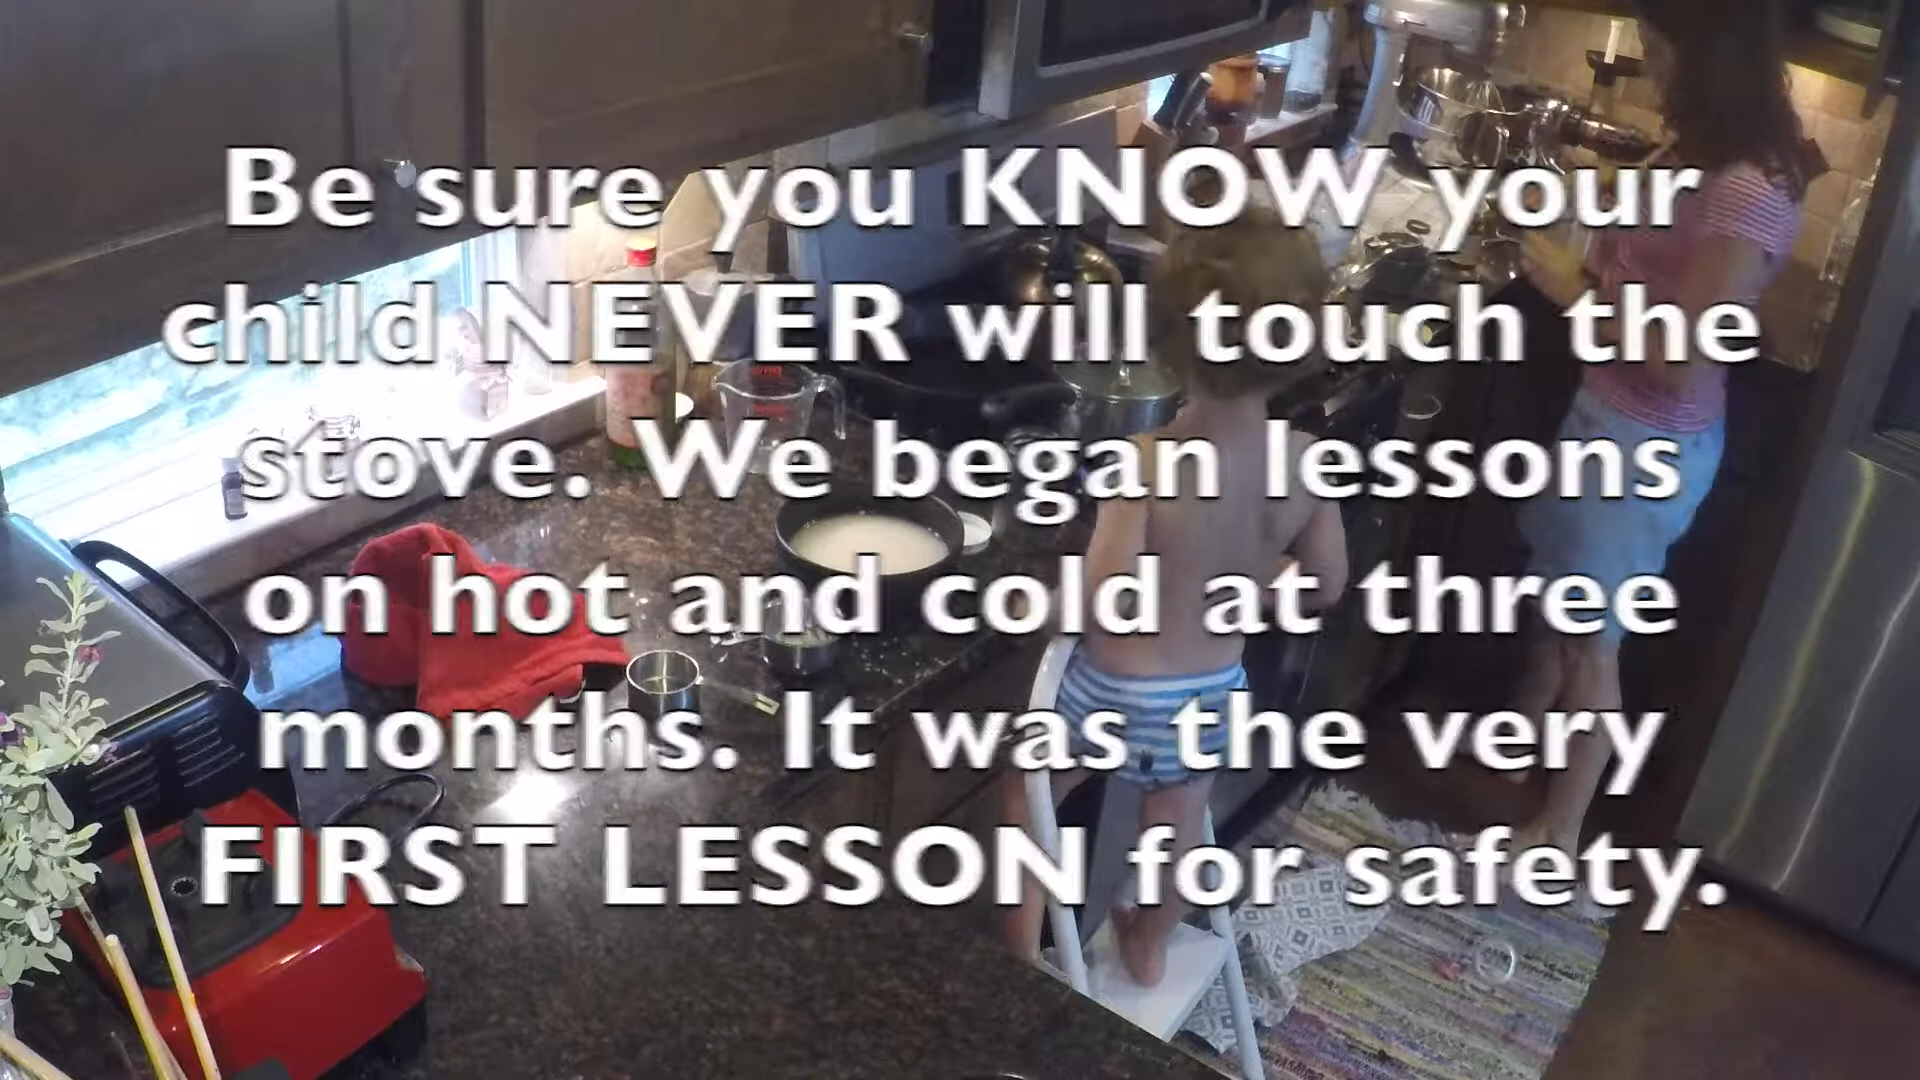 Be sure you KNOW your
child NEVER will touch the
stove. We began lessons
on hot and cold at three
months. It was the very
FIRST LESSON for safety.